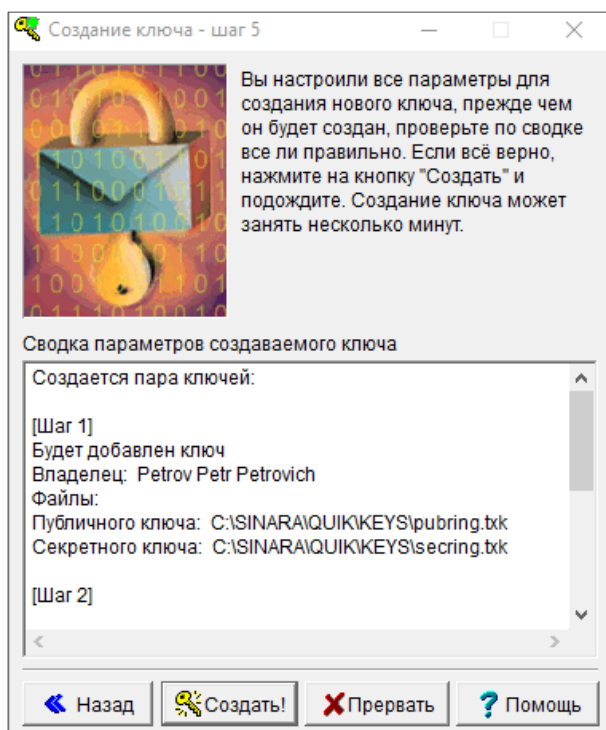 Создание ключа - шаг 5
Вы настроили все параметры для
создания нового ключа, прежде чем
он будет создан, проверьте по сводке
все ли правильно. Если всё верно,
нажмите на кнопку "Создать" и
подождите. Создание ключа может
занять несколько минут.
Сводка параметров создаваемого ключа
Создается пара ключей:
[Шаг 1]
Будет добавлен ключ
Владелец: Petrov Petr Petrovich
Файлы:
Публичного ключа: C:\SINARA\QUIK\KEYS\pubring.txk
Секретного ключа: C:\SINARA\QUIK\KEYS\secring.txk
[Шаг 2]
Назад Создать! Прервать Помощь